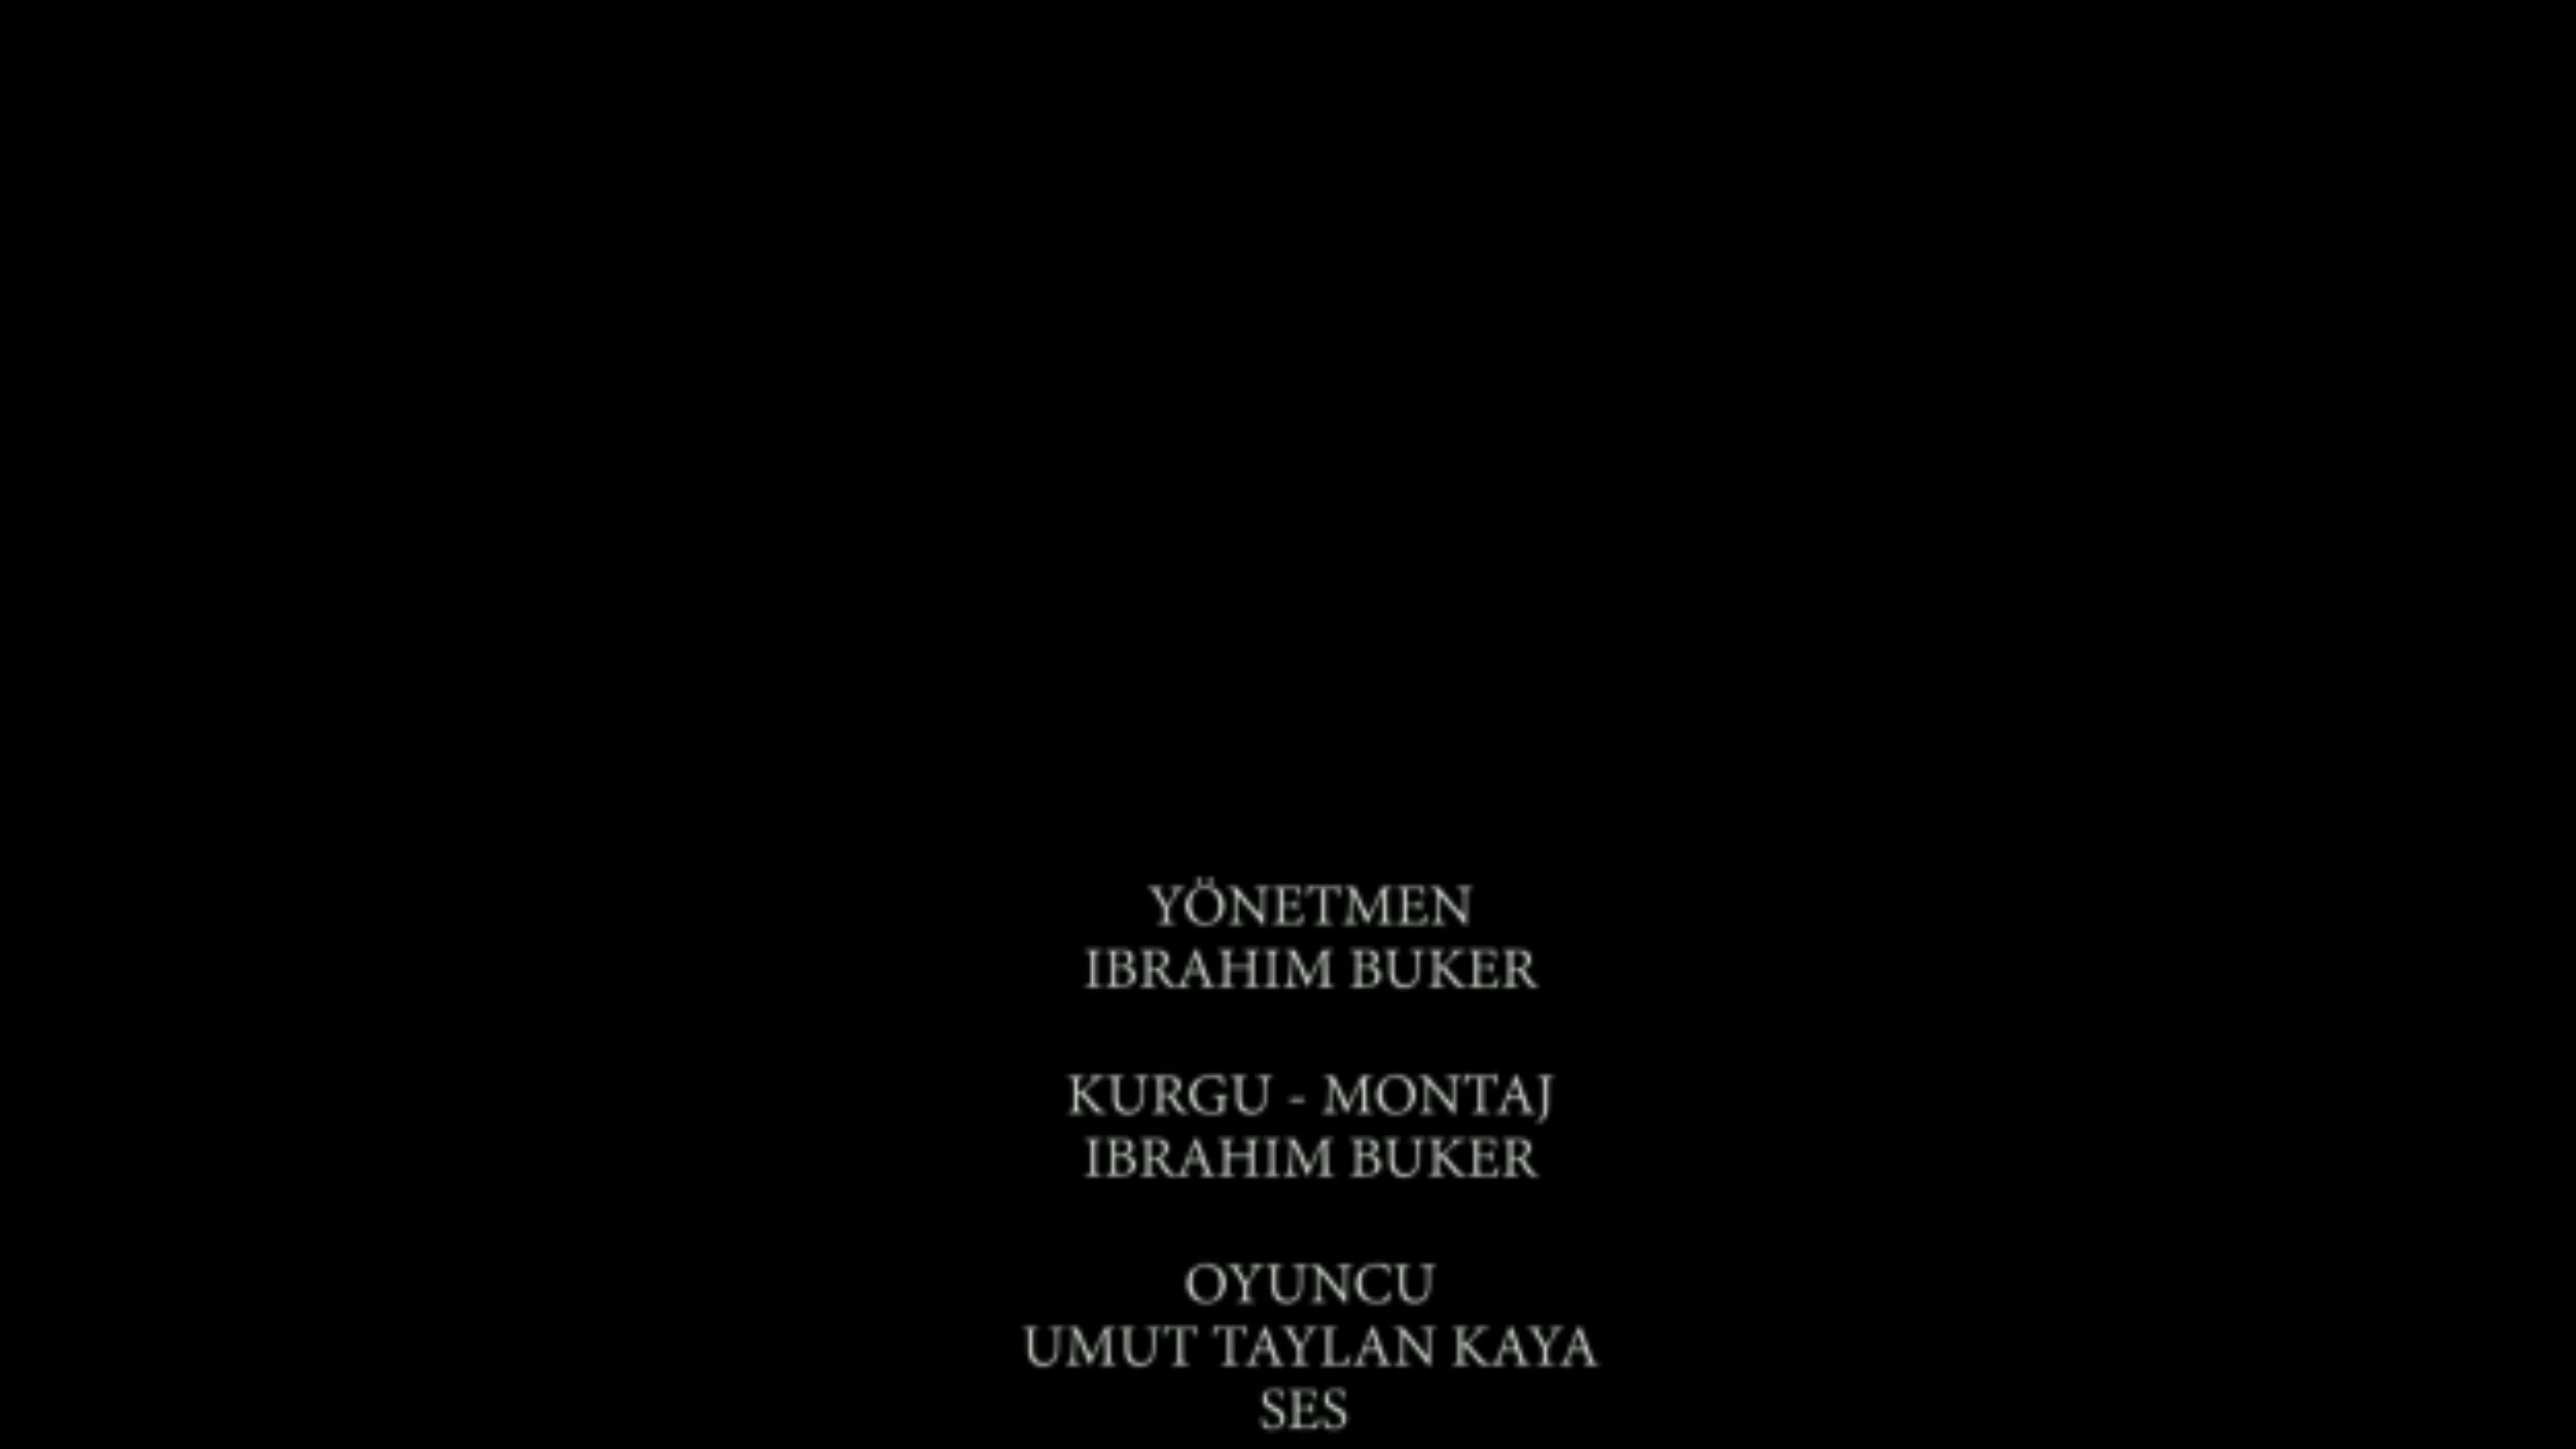 YÖNETMEN
IBRAHIM BUKER
KURGU - MONTAJ
IBRAHIM BUKER
OYUNCU
UMUT TAYLAN KAYA
SES